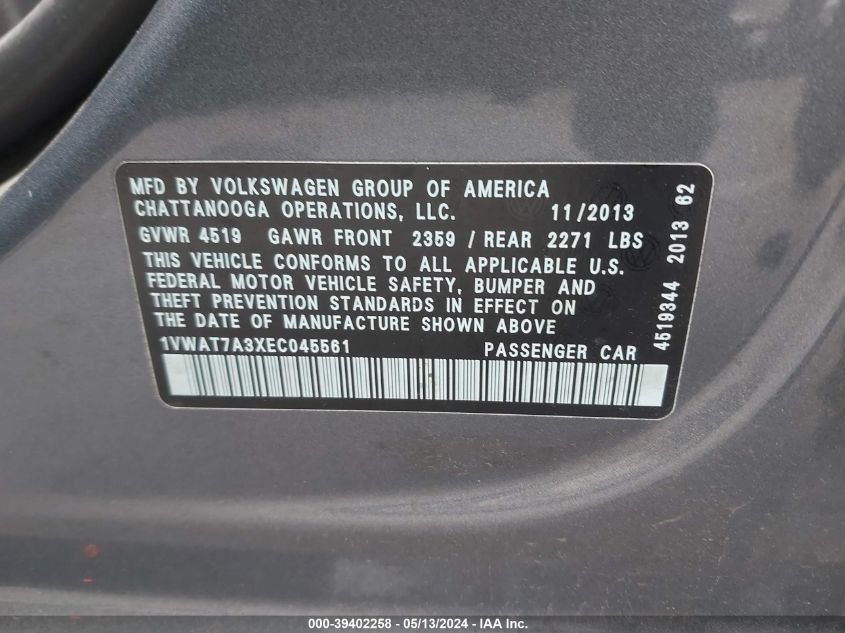 MFD BY VOLKSWAGEN GROUP OF AMERICA
CHATTANOOGA OPERATIONS, LLC. 11/2013
GVWR 4519 GAWR FRONT 2359 / REAR 2271 LBS
THIS VEHICLE CONFORMS TO ALL APPLICABLE U.S.
FEDERAL MOTOR VEHICLE SAFETY, BUMPER AND
THEFT PREVENTION STANDARDS IN EFFECT ON
THE DATE OF MANUFACTURE SHOWN ABOVE
1VWAT7A3XEC045561 PASSENGER CAR
4519344 2013 62
000-39402258 - 05/13/2024 - IAA Inc.